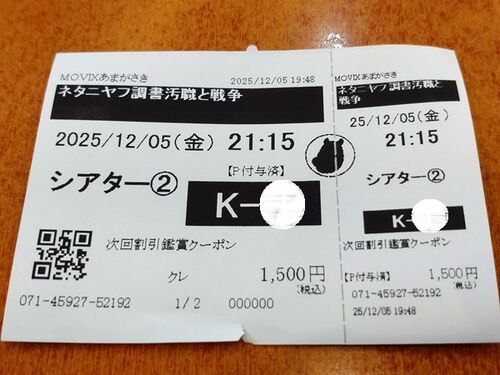 MOVIXあまがさき
2025/12/05 19:48
ネタニヤフ調書汚職と戦争
2025/12/05(金) 21:15
【P付与済】
シアター②
K-
次回割引鑑賞クーポン
クレ 1,500円
(税込)
071-45927-52192 1/2 000000
MOVIXあまがさき
ネタニヤフ調書汚職と
戦争
25/12/05(金)
21:15
シアター②
K-
次回割引鑑賞クーポン
【P付与済】 1,500円
(税込)
071-45927-52192
25/12/05 19:48